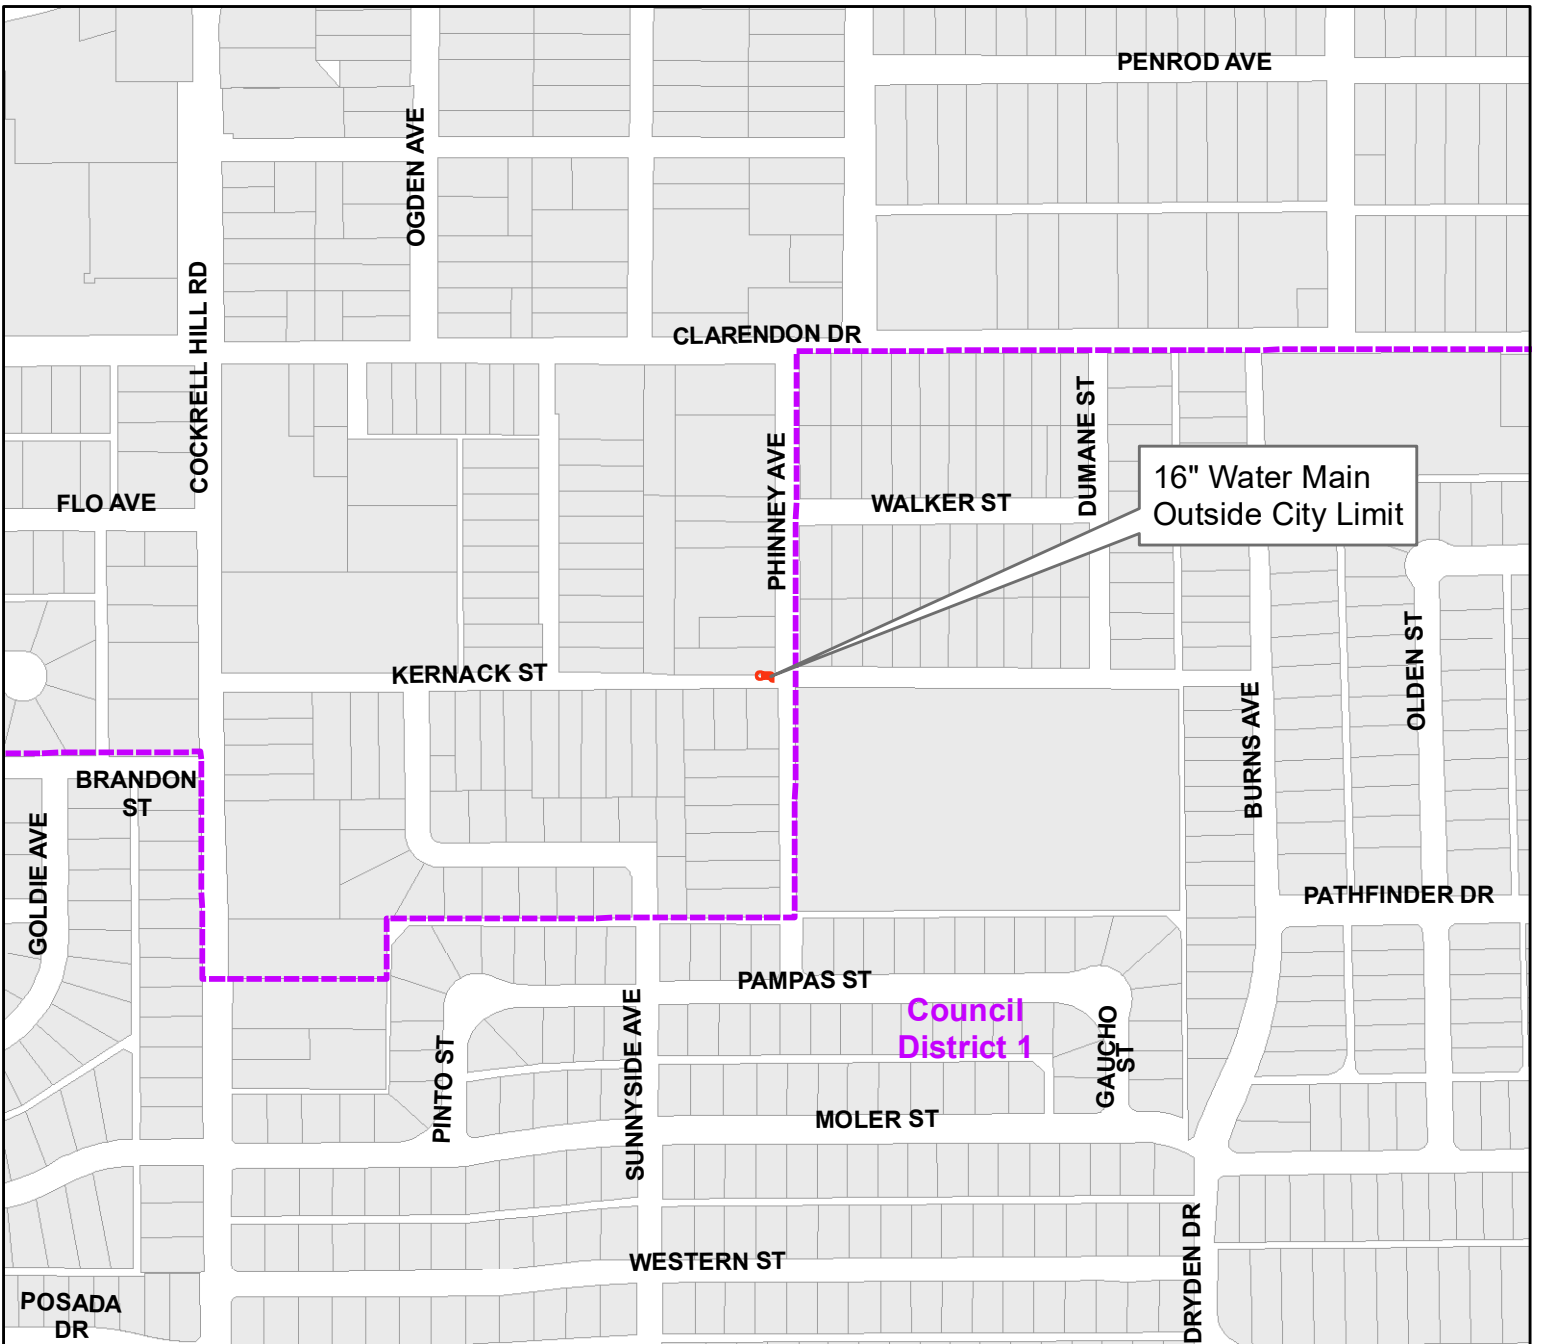 PENROD AVE
OGDEN AVE
COCKRELL HILL RD
CLARENDON DR
PHINNEY AVE
DUMANE ST
FLO AVE
WALKER ST
16" Water Main
Outside City Limit
KERNACK ST
OLDEN ST
BURNS AVE
BRANDON
ST
GOLDIE AVE
PATHFINDER DR
PAMPAS ST
Council
District 1
GAUCHO
ST
PINTO ST
SUNNYSIDE AVE
MOLER ST
WESTERN ST
DRYDEN DR
POSADA
DR